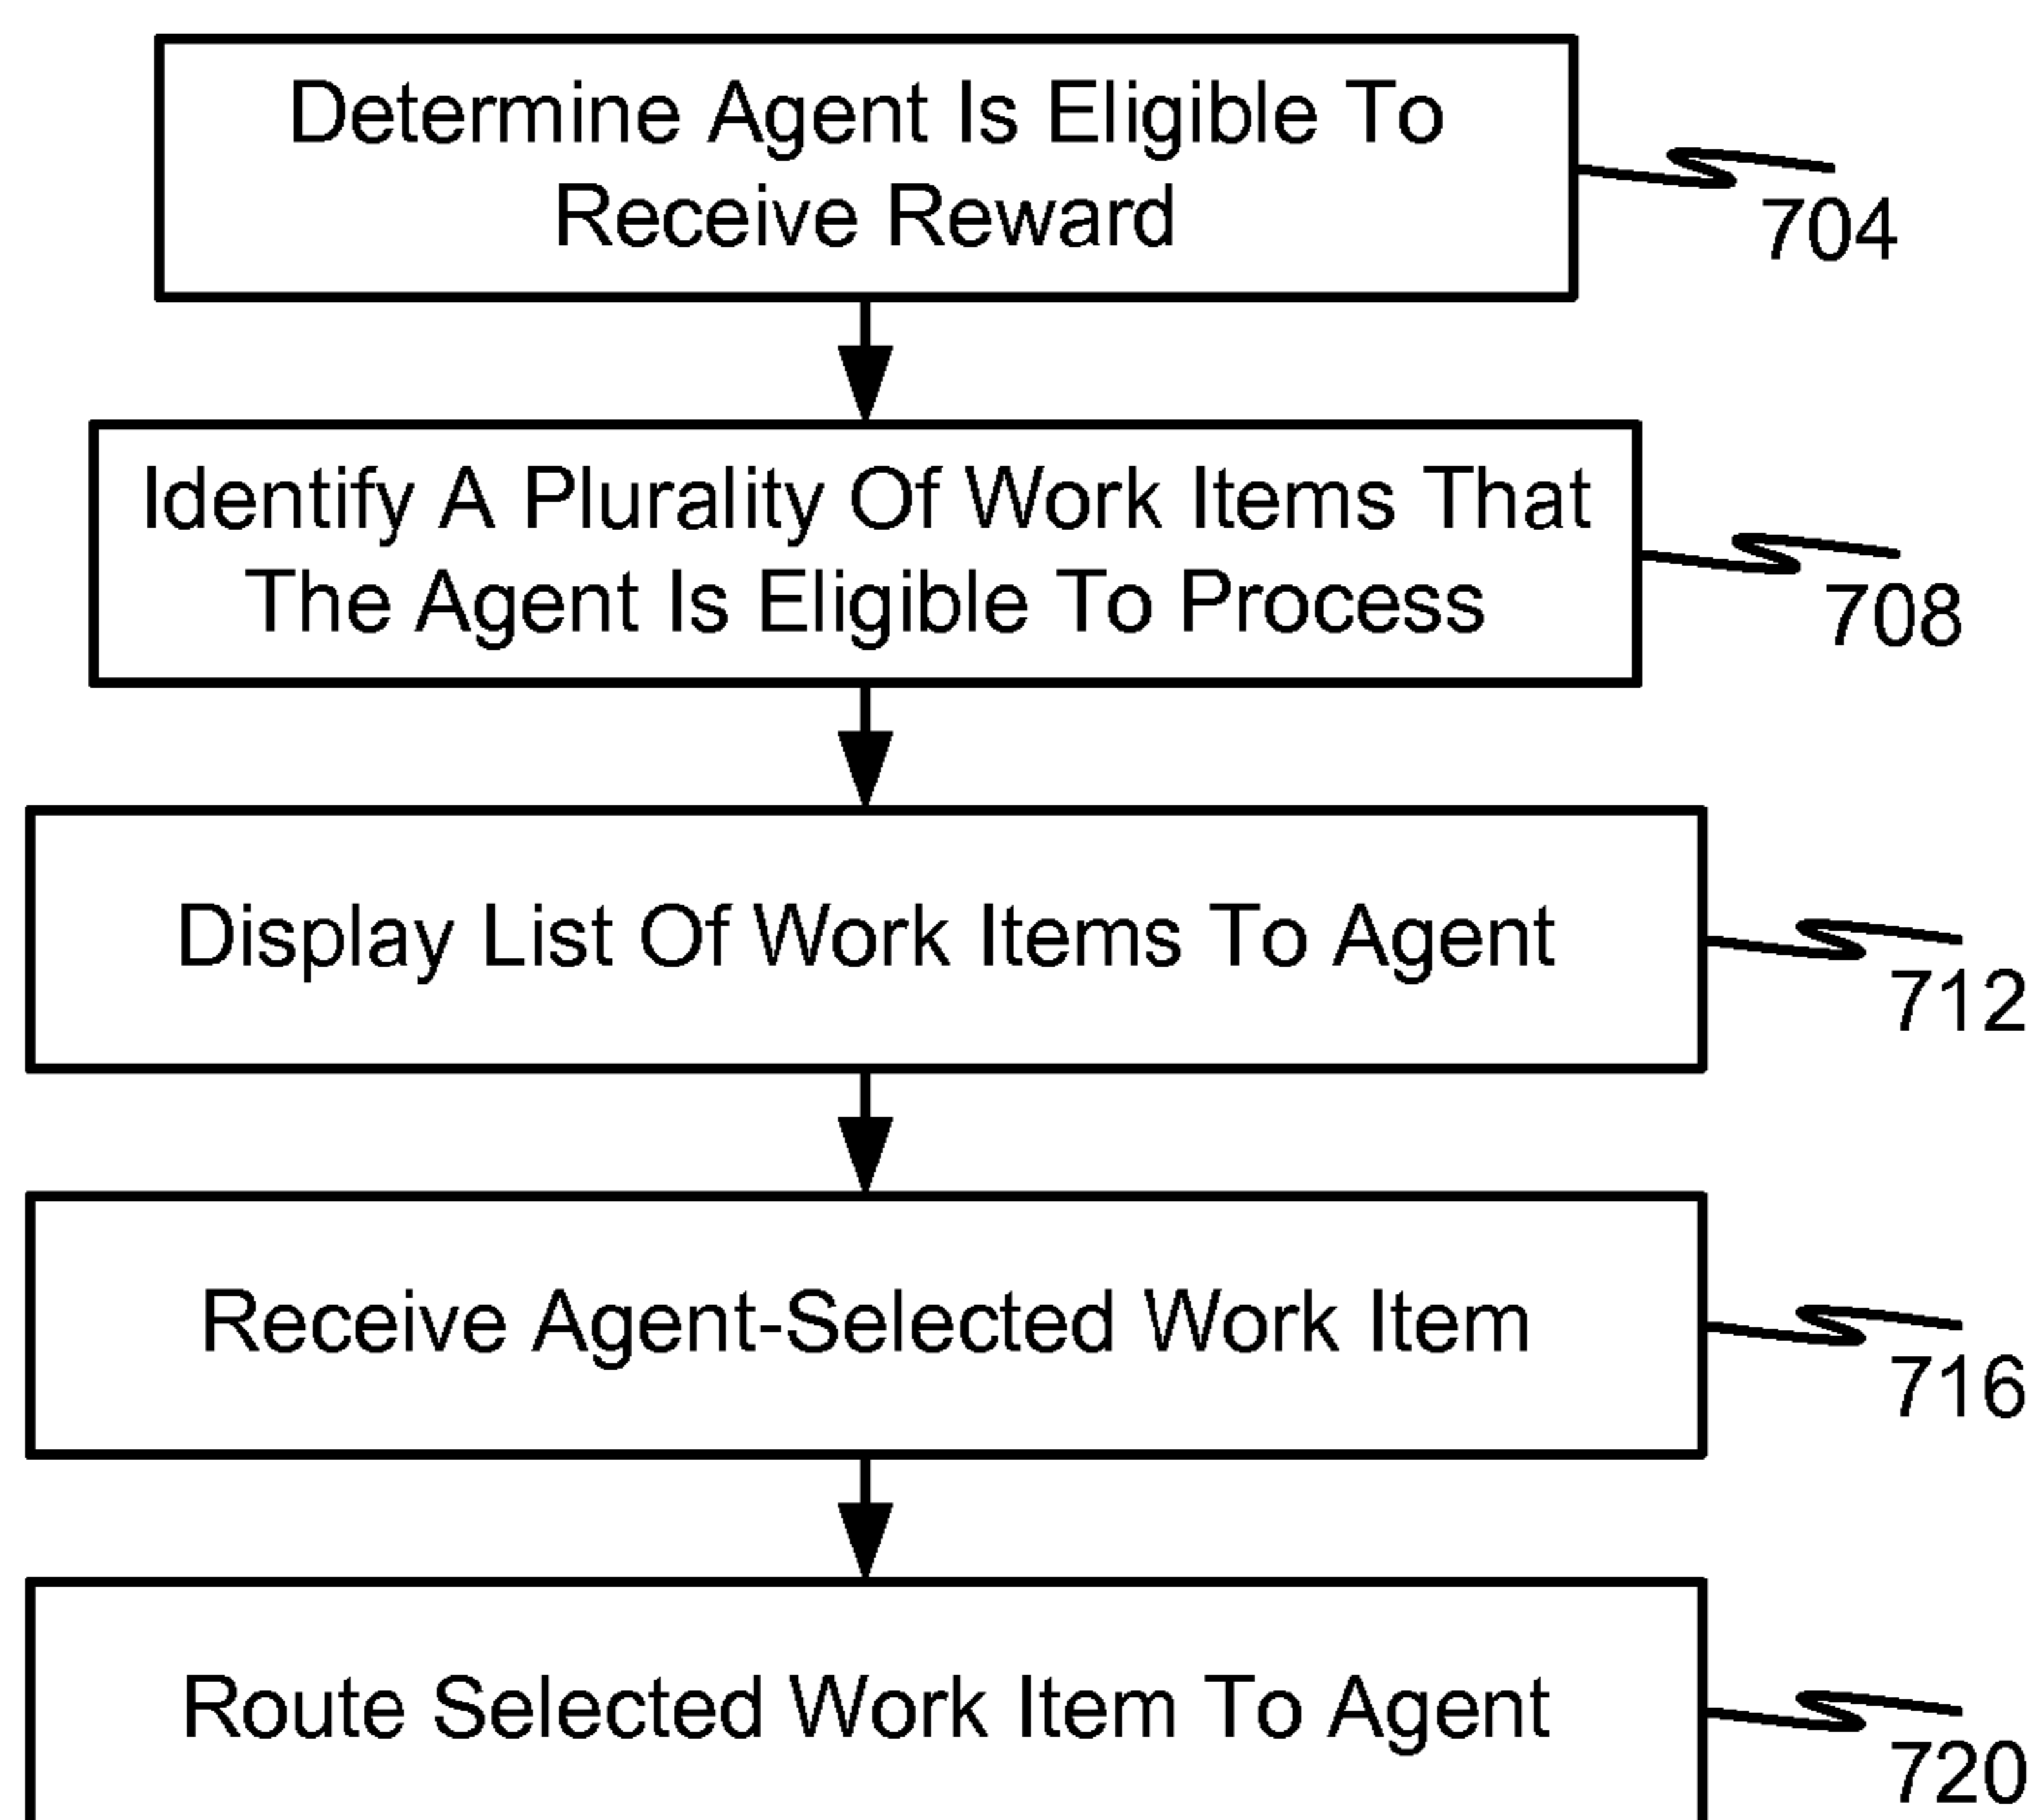 Determine Agent Is Eligible To
Receive Reward
704
Identify A Plurality Of Work Items That
The Agent Is Eligible To Process
708
Display List Of Work Items To Agent
712
Receive Agent-Selected Work Item
716
Route Selected Work Item To Agent
720